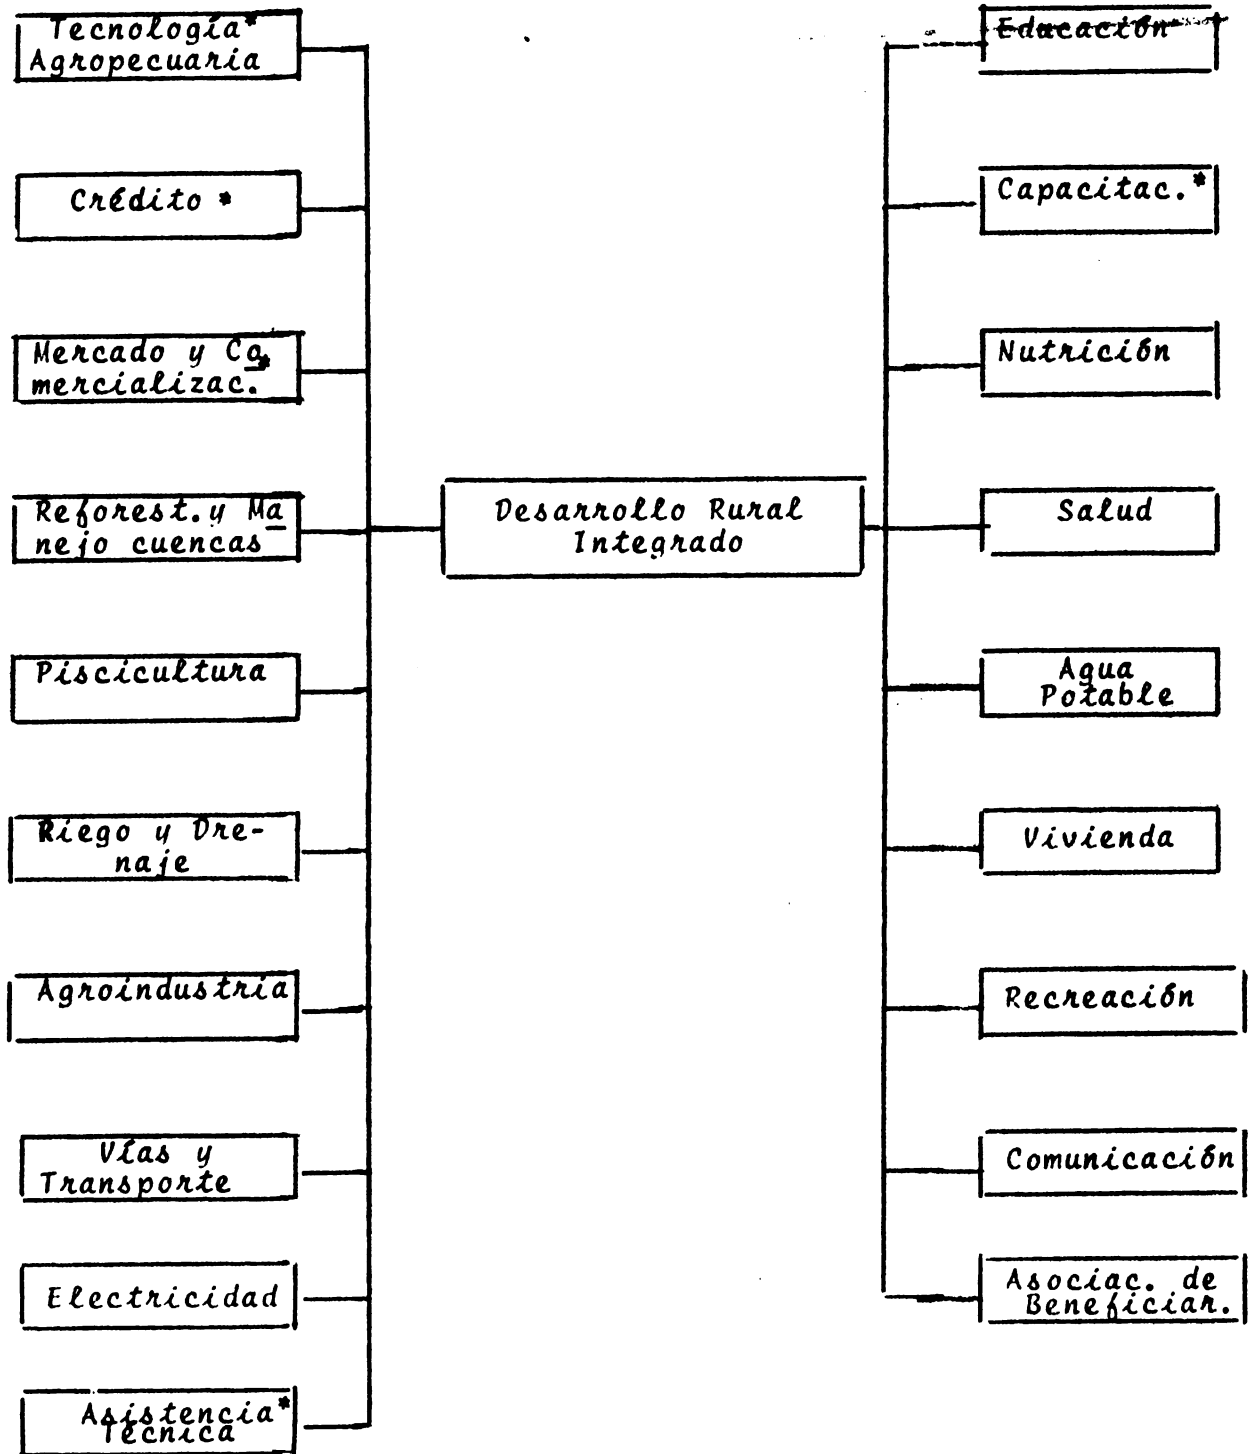 Tecnología*
Agropecuaria
Crédito *
Mercado y Co*
mercializac.
Reforest. y Ma
nejo cuencas
Piscicultura
Riego y Dre-
naje
Agroindustria
Vías y
Transporte
Electricidad
Asistencia*
Técnica
Desarrollo Rural
Integrado
Educación
Capacitac.*
Nutrición
Salud
Agua
Potable
Vivienda
Recreación
Comunicación
Asociac. de
Beneficiar.